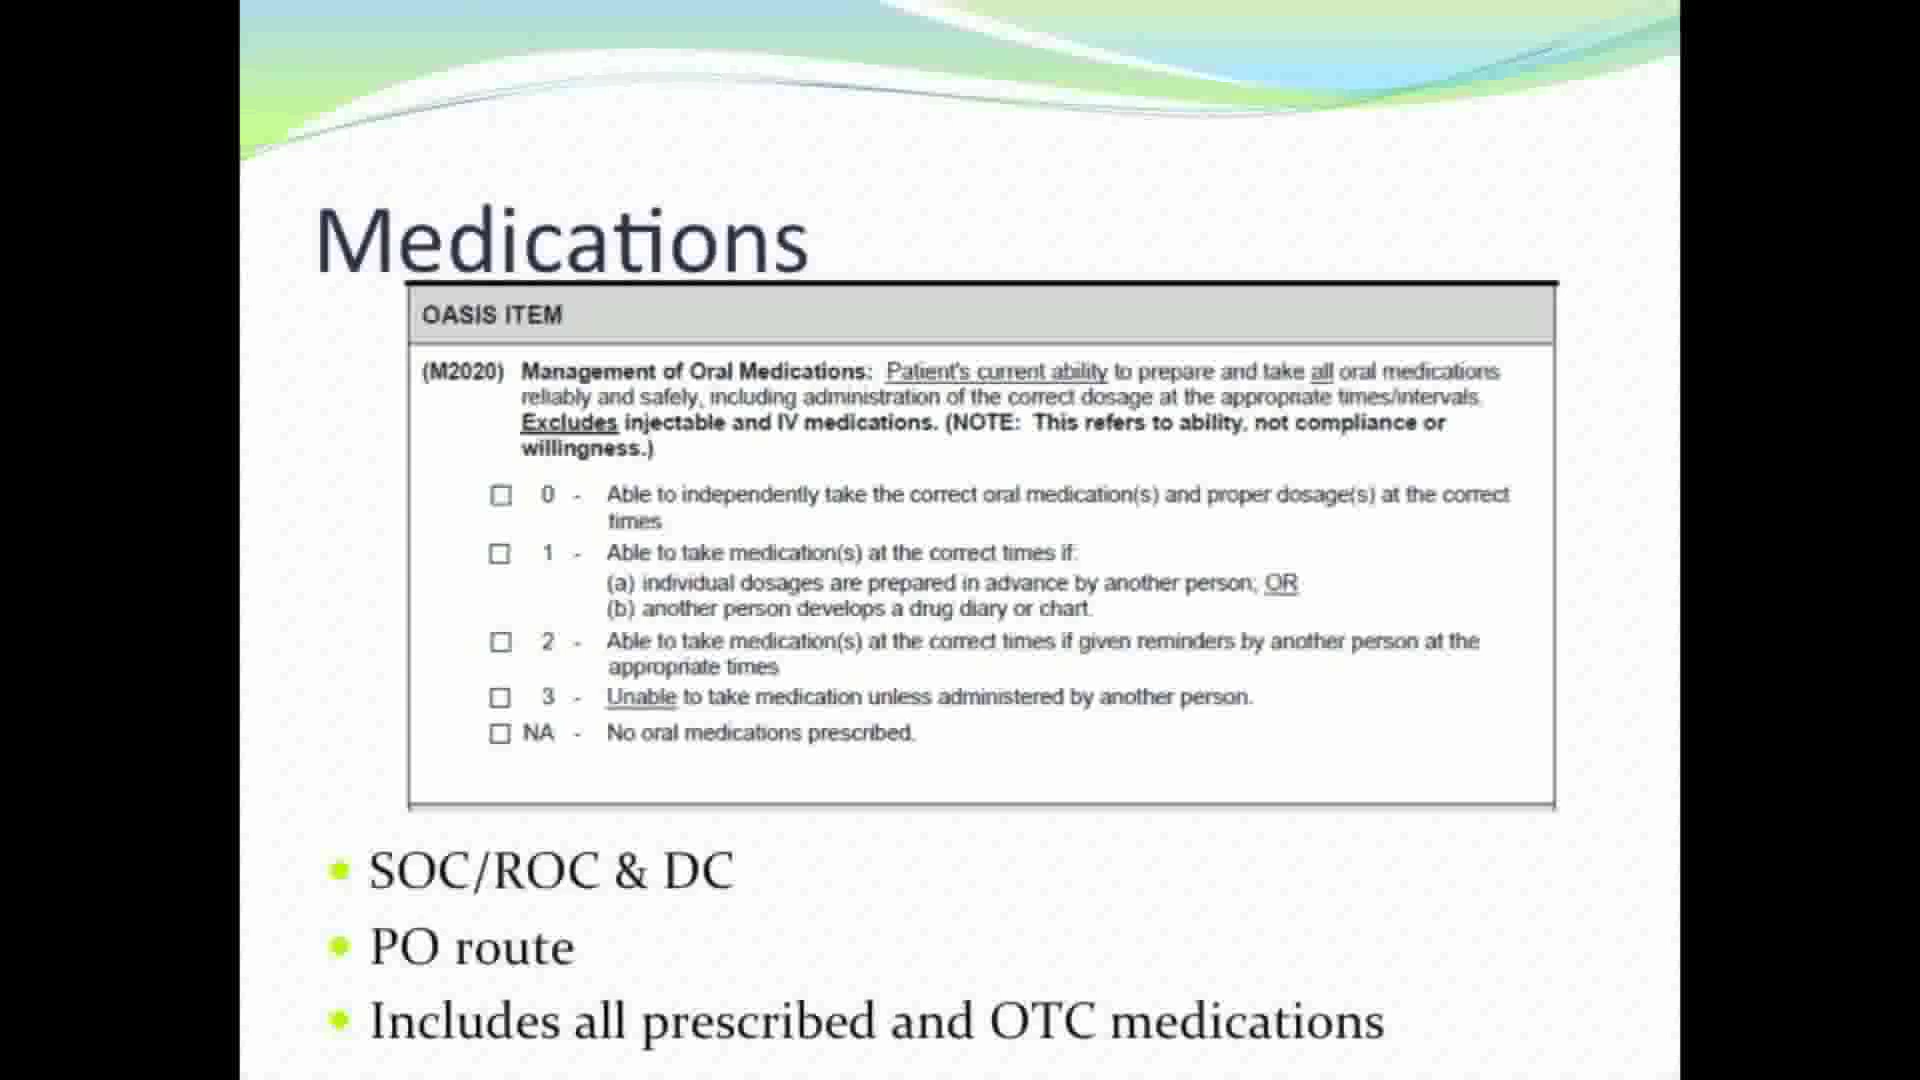 Medications
OASIS ITEM
(M2020) Management of Oral Medications: Patient's current ability to prepare and take all oral medications
reliably and safely, including administration of the correct dosage at the appropriate times/intervals.
Excludes injectable and IV medications. (NOTE: This refers to ability, not compliance or
willingness.)
0 - Able to independently take the correct oral medication(s) and proper dosage(s) at the correct
times
1 - Able to take medication(s) at the correct times if:
(a) individual dosages are prepared in advance by another person; OR
(b) another person develops a drug diary or chart.
2 - Able to take medication(s) at the correct times if given reminders by another person at the
appropriate times
3 - Unable to take medication unless administered by another person.
NA - No oral medications prescribed.
• SOC/ROC & DC
• PO route
• Includes all prescribed and OTC medications